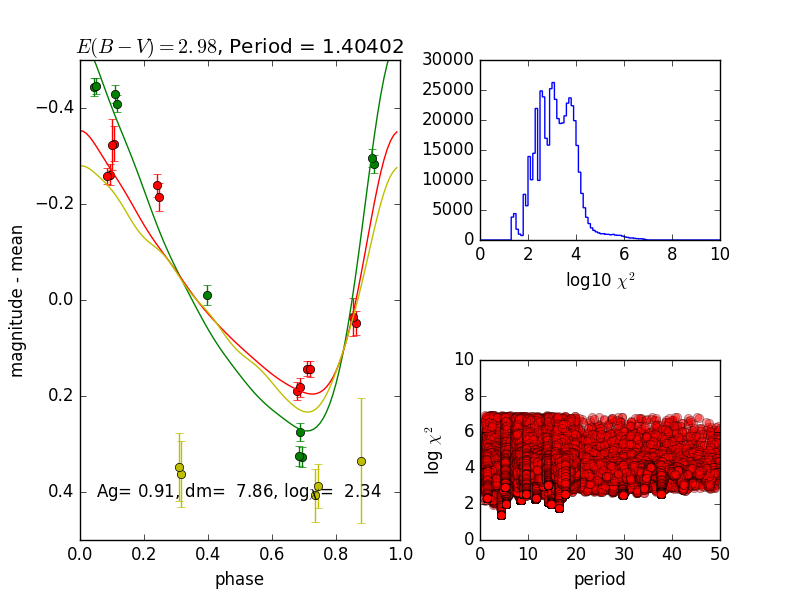 E(B − V) = 2.98, Period = 1.40402
magnitude - mean
−0.4
−0.2
0.0
0.2
0.4
Ag= 0.91, dm=  7.86, logχ=  2.34
0.0 0.2 0.4 0.6 0.8 1.0
phase
30000
25000
20000
15000
10000
5000
0
0 2 4 6 8 10
log10 χ²
log χ²
10
8
6
4
2
0
0 10 20 30 40 50
period